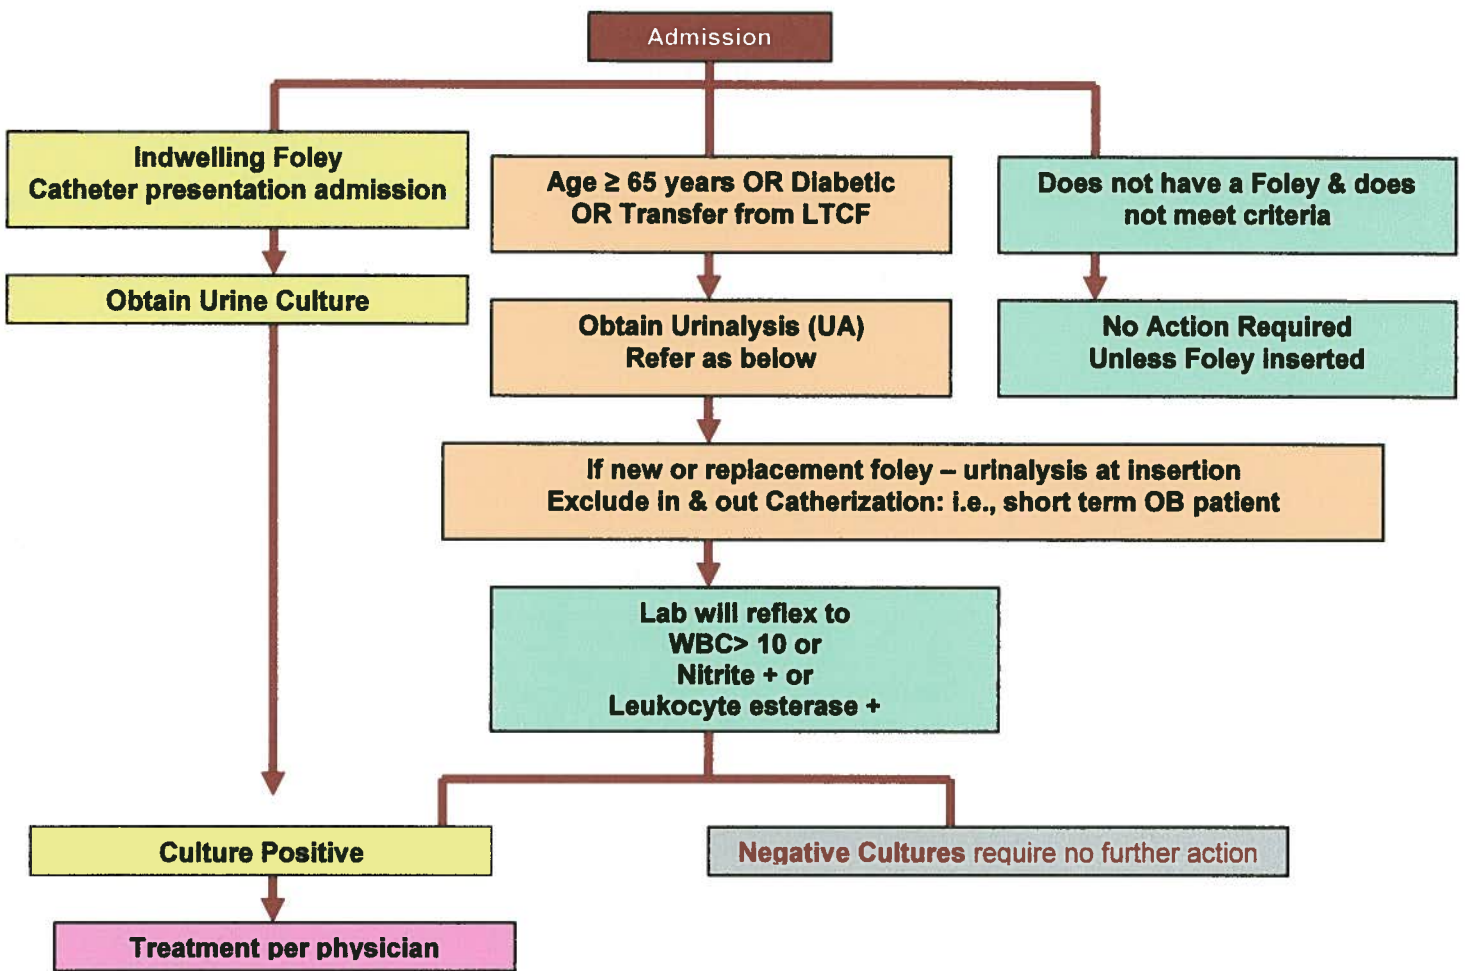 Admission
Indwelling Foley
Catheter presentation admission
Age ≥ 65 years OR Diabetic
OR Transfer from LTCF
Does not have a Foley & does
not meet criteria
Obtain Urine Culture
Obtain Urinalysis (UA)
Refer as below
No Action Required
Unless Foley inserted
If new or replacement foley – urinalysis at insertion
Exclude in & out Catherization: i.e., short term OB patient
Lab will reflex to
WBC> 10 or
Nitrite + or
Leukocyte esterase +
Culture Positive
Negative Cultures require no further action
Treatment per physician